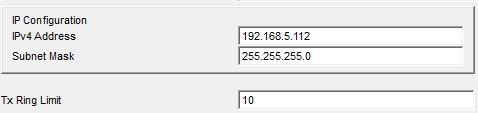 IP Configuration
IPv4 Address 192.168.5.112
Subnet Mask 255.255.255.0
Tx Ring Limit 10